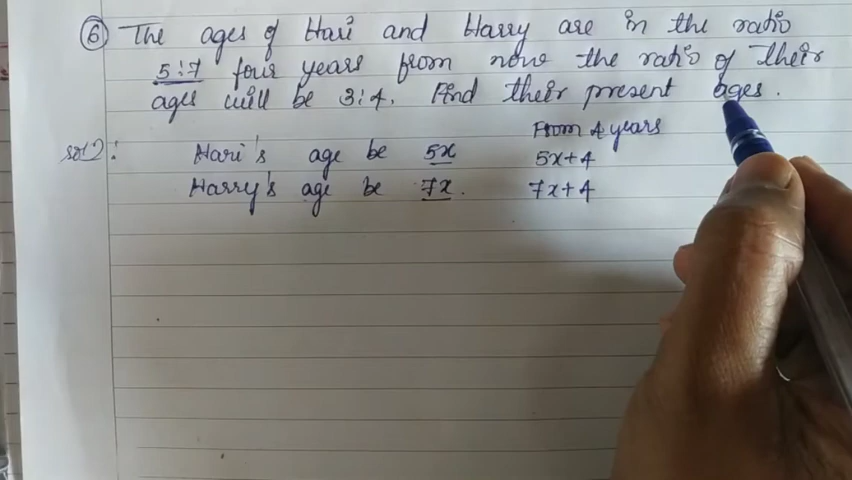 ⑥ The ages of Hari and Harry are in the ratio
5:7 four years from now the ratio of their
ages will be 3:4. Find their present ages.
From 4 years
Sol:
Hari's age be 5x 5x+4
Harry's age be 7x. 7x+4